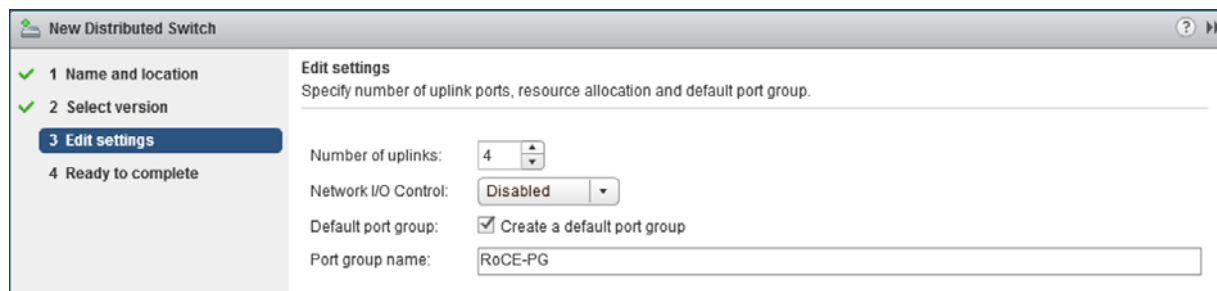 New Distributed Switch
?
1 Name and location
2 Select version
3 Edit settings
4 Ready to complete
Edit settings
Specify number of uplink ports, resource allocation and default port group.
Number of uplinks: 4
Network I/O Control: Disabled
Default port group: Create a default port group
Port group name: RoCE-PG